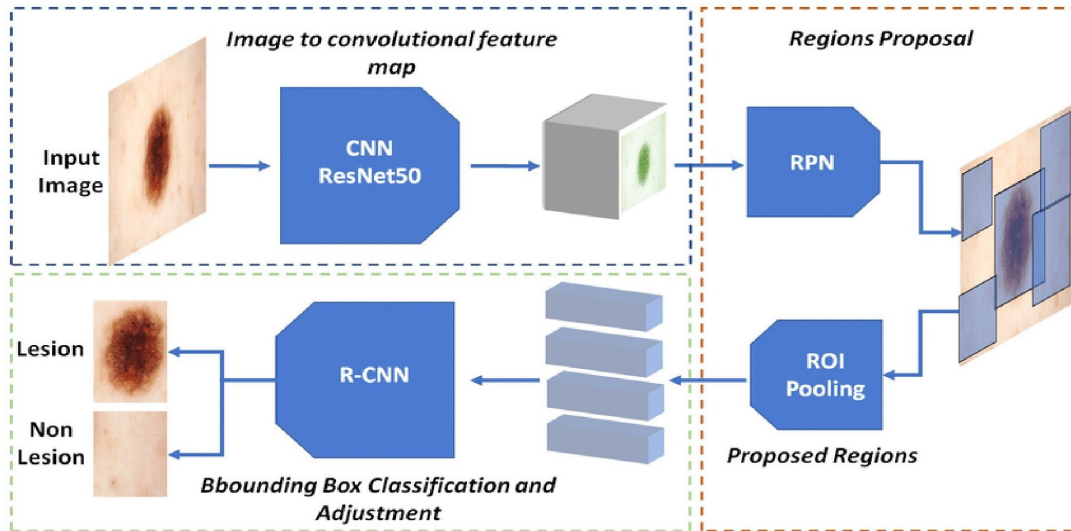 Image to convolutional feature
map
Regions Proposal
Input
Image
CNN
ResNet50
RPN
Lesion
Non
Lesion
R-CNN
ROI
Pooling
Proposed Regions
Bbounding Box Classification and
Adjustment